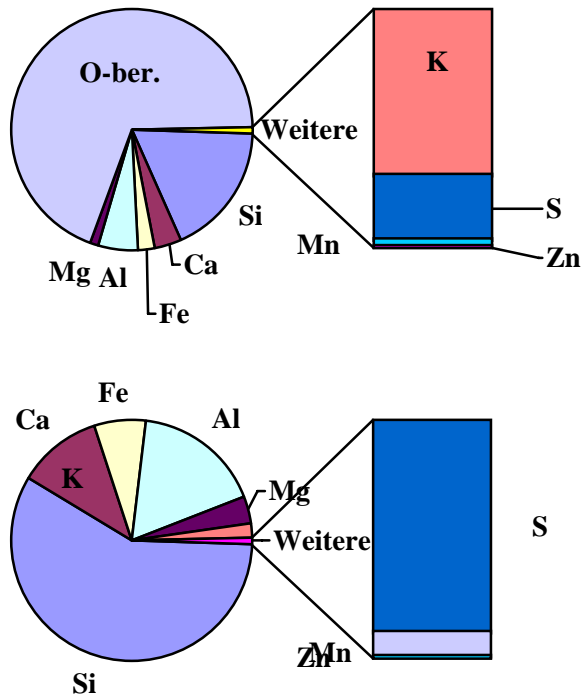 O-ber.
K
Weitere
Si
S
Mn
Zn
Mg
Al
Ca
Fe
Fe
Ca
Al
K
Mg
Weitere
S
Zn
Mn
Si